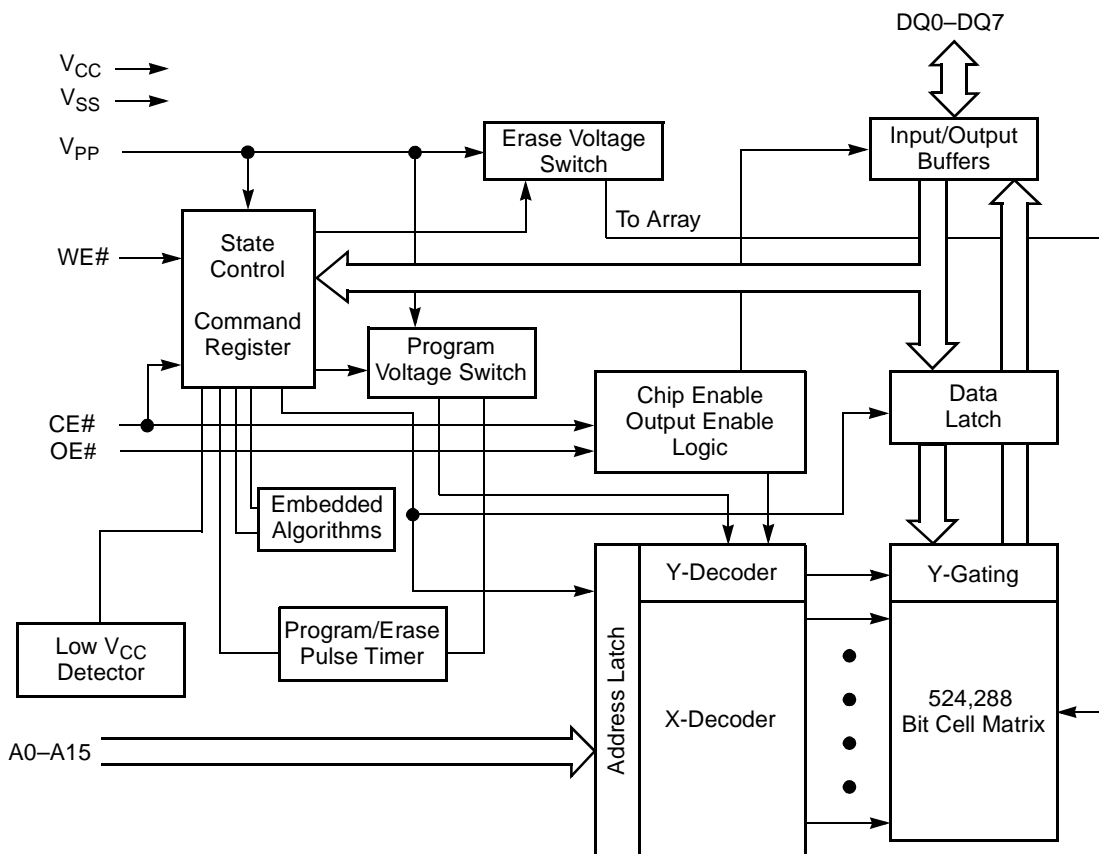 DQ0–DQ7
VCC
VSS
VPP
Erase Voltage
Switch
Input/Output
Buffers
To Array
WE#
State
Control
Command
Register
Program
Voltage Switch
CE#
OE#
Chip Enable
Output Enable
Logic
Data
Latch
Embedded
Algorithms
Y-Decoder
Y-Gating
Low VCC
Detector
Program/Erase
Pulse Timer
Address Latch
X-Decoder
524,288
Bit Cell Matrix
A0–A15